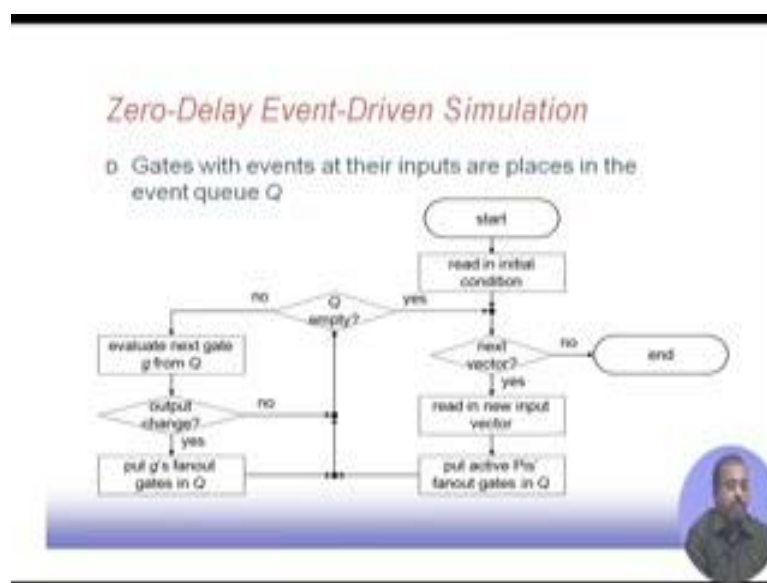 Zero-Delay Event-Driven Simulation
D Gates with events at their inputs are places in the
event queue Q
start
read in initial
condition
no
Q
empty?
yes
evaluate next gate
g from Q
next
vector?
no
end
yes
output
change?
no
read in new input
vector
yes
put g's fanout
gates in Q
put active PIs'
fanout gates in Q